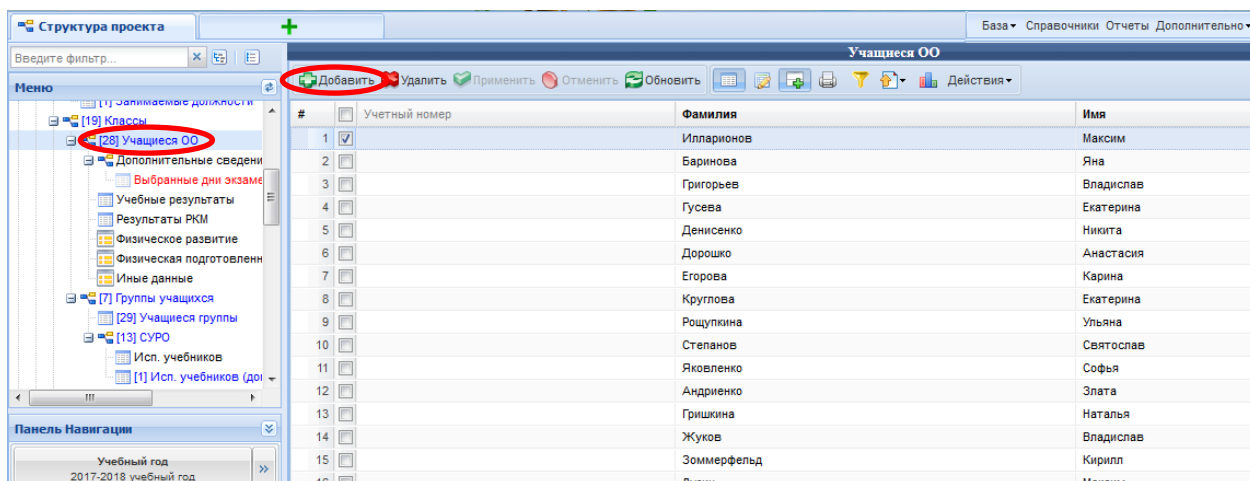 Структура проекта
База Справочники Отчеты Дополнительно
Введите фильтр...
Учащиеся ОО
Добавить Удалить Применить Отменить Обновить Действия
Меню
[1] Занимаемые должности
[19] Классы
[28] Учащиеся ОО
Дополнительные сведени
Выбранные дни экзаме
Учебные результаты
Результаты РКМ
Физическое развитие
Физическая подготовленн
Иные данные
[7] Группы учащихся
[29] Учащиеся группы
[13] СУРО
Исп. учебников
[1] Исп. учебников (до
Панель Навигации
Учебный год
2017-2018 учебный год
# Учетный номер Фамилия Имя
1 Илларионов Максим
2 Баринова Яна
3 Григорьев Владислав
4 Гусева Екатерина
5 Денисенко Никита
6 Дорошко Анастасия
7 Егорова Карина
8 Круглова Екатерина
9 Рощупкина Ульяна
10 Степанов Святослав
11 Яковленко Софья
12 Андриенко Злата
13 Гришкина Наталья
14 Жуков Владислав
15 Зоммерфельд Кирилл